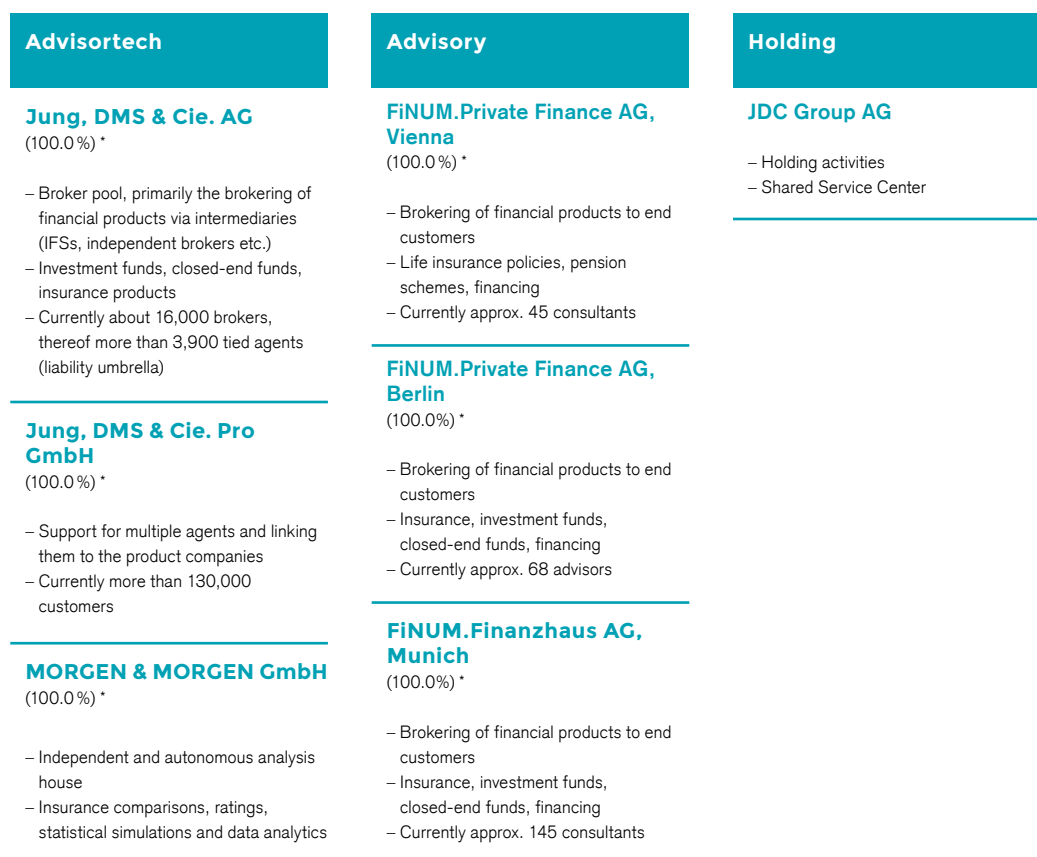 Advisortech
Jung, DMS & Cie. AG
(100.0 %) *
– Broker pool, primarily the brokering of
financial products via intermediaries
(IFSs, independent brokers etc.)
– Investment funds, closed-end funds,
insurance products
– Currently about 16,000 brokers,
thereof more than 3,900 tied agents
(liability umbrella)
Jung, DMS & Cie. Pro
GmbH
(100.0 %) *
– Support for multiple agents and linking
them to the product companies
– Currently more than 130,000
customers
MORGEN & MORGEN GmbH
(100.0 %) *
– Independent and autonomous analysis
house
– Insurance comparisons, ratings,
statistical simulations and data analytics
Advisory
FiNUM.Private Finance AG,
Vienna
(100.0 %) *
– Brokering of financial products to end
customers
– Life insurance policies, pension
schemes, financing
– Currently approx. 45 consultants
FiNUM.Private Finance AG,
Berlin
(100.0%) *
– Brokering of financial products to end
customers
– Insurance, investment funds,
closed-end funds, financing
– Currently approx. 68 advisors
FiNUM.Finanzhaus AG,
Munich
(100.0%) *
– Brokering of financial products to end
customers
– Insurance, investment funds,
closed-end funds, financing
– Currently approx. 145 consultants
Holding
JDC Group AG
– Holding activities
– Shared Service Center